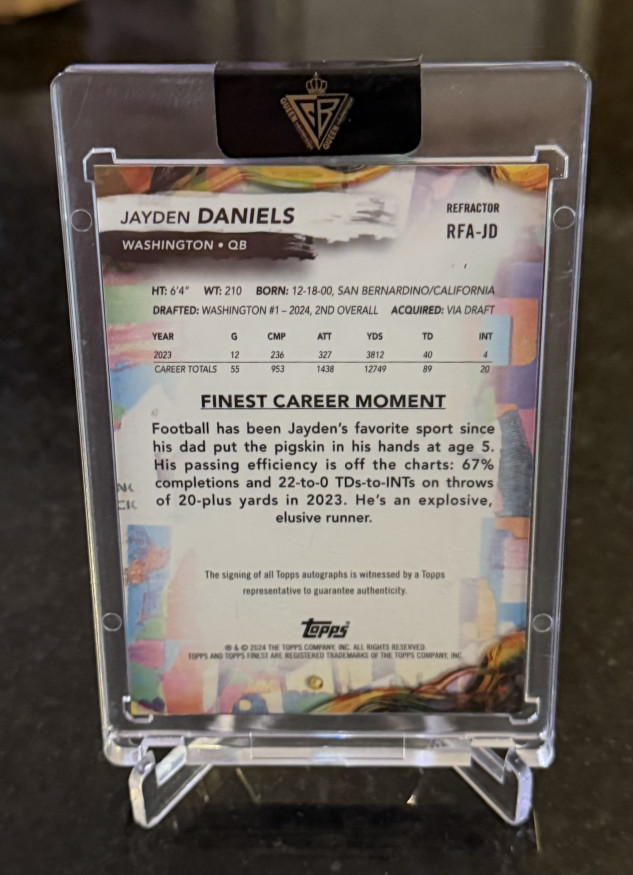 JAYDEN DANIELS
WASHINGTON • QB
REFRACTOR
RFA-JD
HT: 6'4" WT: 210 BORN: 12-18-00, SAN BERNARDINO/CALIFORNIA
DRAFTED: WASHINGTON #1 – 2024, 2ND OVERALL ACQUIRED: VIA DRAFT
YEAR G CMP ATT YDS TD INT
2023 12 236 327 3812 40 4
CAREER TOTALS 55 953 1438 12749 89 20
FINEST CAREER MOMENT
Football has been Jayden's favorite sport since
his dad put the pigskin in his hands at age 5.
His passing efficiency is off the charts: 67%
completions and 22-to-0 TDs-to-INTs on throws
of 20-plus yards in 2023. He's an explosive,
elusive runner.
The signing of all Topps autographs is witnessed by a Topps
representative to guarantee authenticity.
Topps
® & © 2024 THE TOPPS COMPANY, INC. ALL RIGHTS RESERVED.
TOPPS AND TOPPS FINEST ARE REGISTERED TRADEMARKS OF THE TOPPS COMPANY, INC.